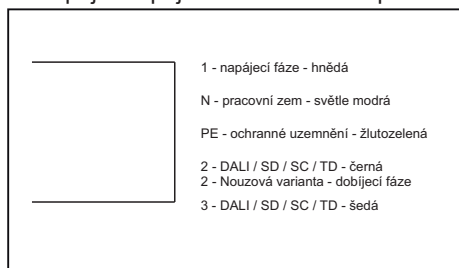 1 - napájecí fáze - hnědá
N - pracovní zem - světle modrá
PE - ochranné uzemnění - žlutozelená
2 - DALI / SD / SC / TD - černá
2 - Nouzová varianta - dobíjecí fáze
3 - DALI / SD / SC / TD - šedá